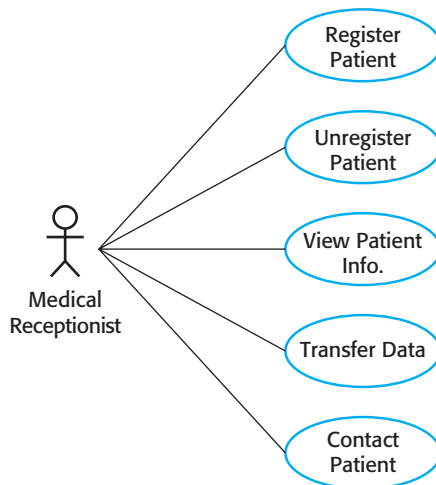 Register
Patient
Unregister
Patient
View Patient
Info.
Medical
Receptionist
Transfer Data
Contact
Patient